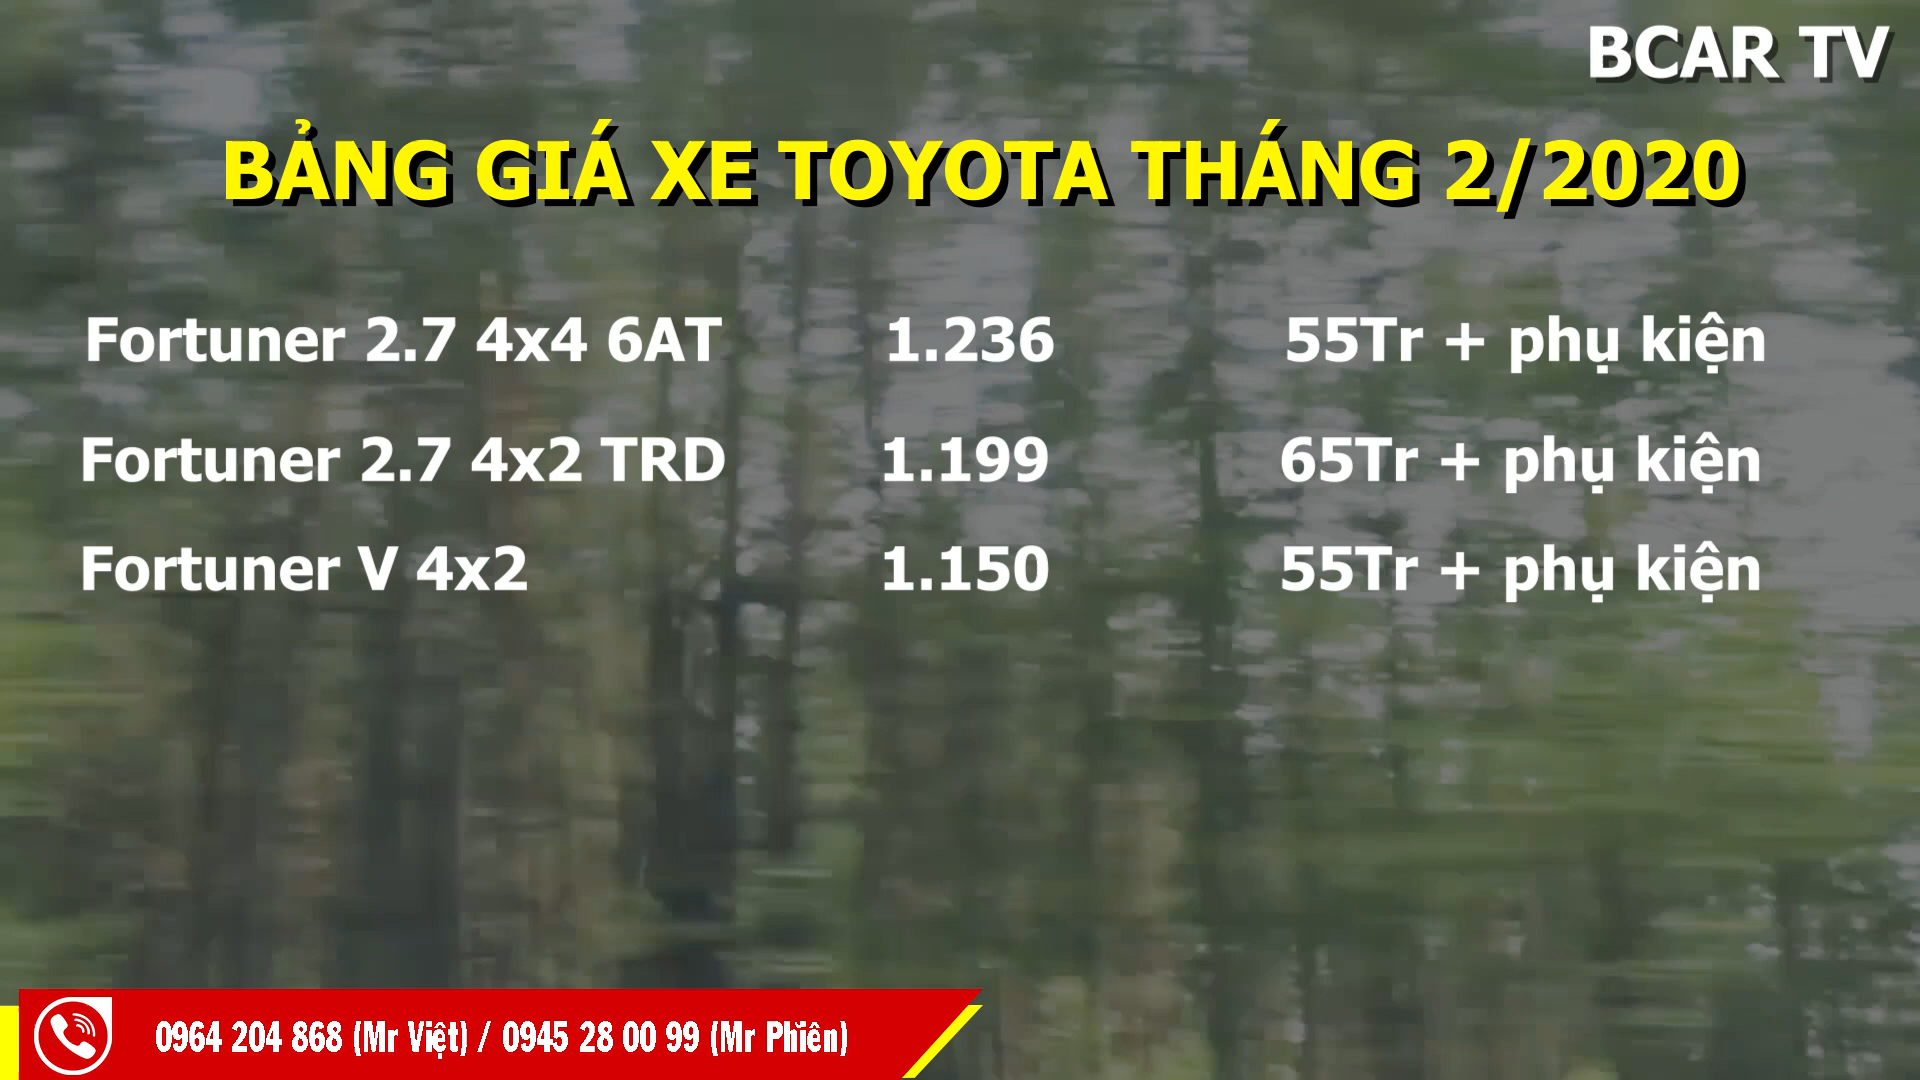 BCAR TV
BẢNG GIÁ XE TOYOTA THÁNG 2/2020
Fortuner 2.7 4x4 6AT 1.236 55Tr + phụ kiện
Fortuner 2.7 4x2 TRD 1.199 65Tr + phụ kiện
Fortuner V 4x2 1.150 55Tr + phụ kiện
0964 204 868 (Mr Việt) / 0945 28 00 99 (Mr Phiên)